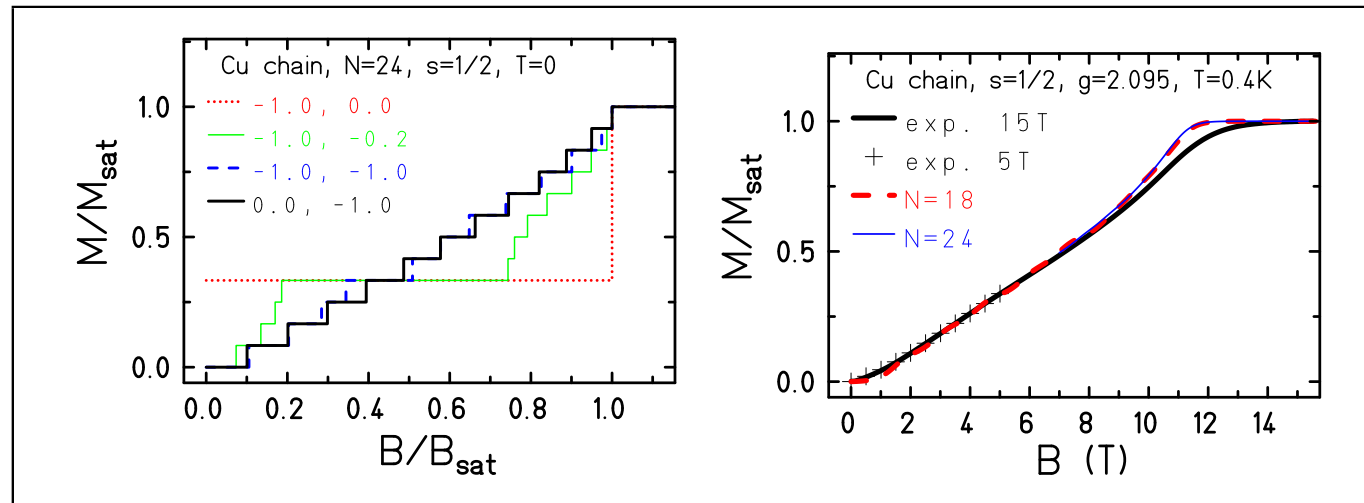 Cu chain, N=24, s=1/2, T=0
-1.0, 0.0
-1.0, -0.2
-1.0, -1.0
0.0, -1.0
M/Msat
1.0
0.5
0.0
0.0 0.2 0.4 0.6 0.8 1.0
B/Bsat
Cu chain, s=1/2, g=2.095, T=0.4K
exp. 15T
exp. 5T
N=18
N=24
M/Msat
1.0
0.5
0.0
0 2 4 6 8 10 12 14
B (T)